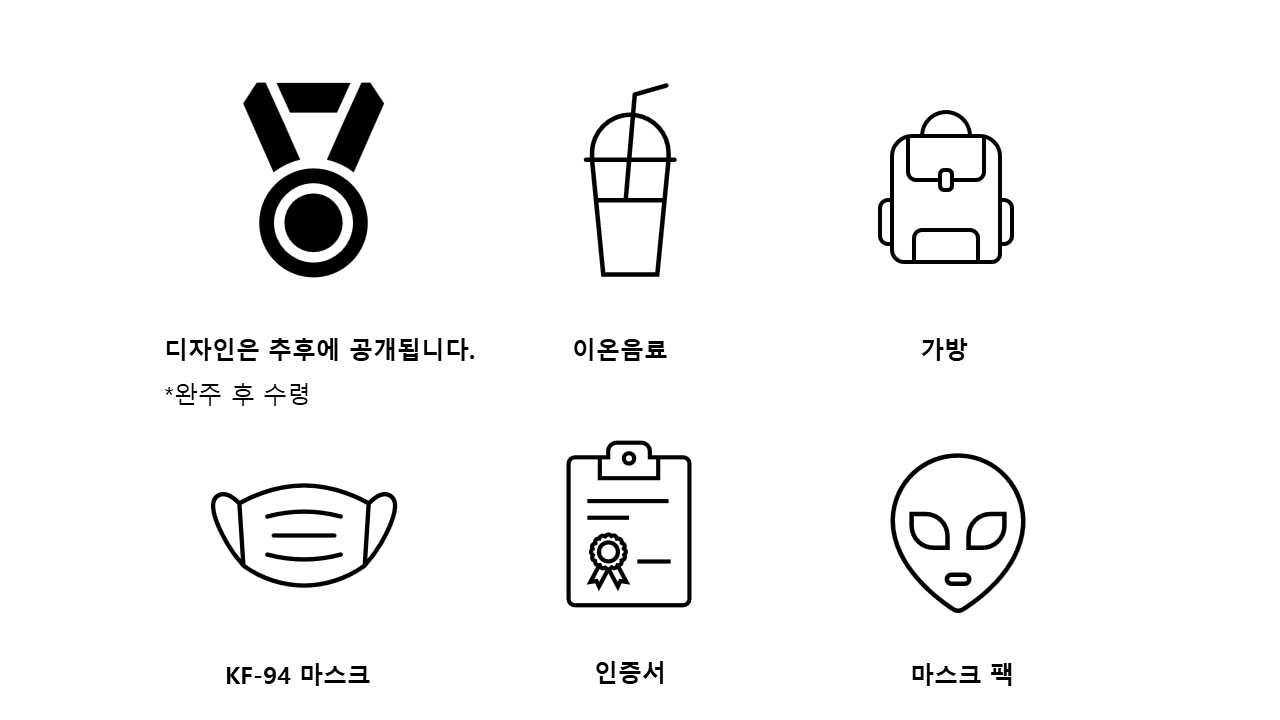 디자인은 추후에 공개됩니다.
*완주 후 수령
이온음료
가방
KF-94 마스크
인증서
마스크 팩